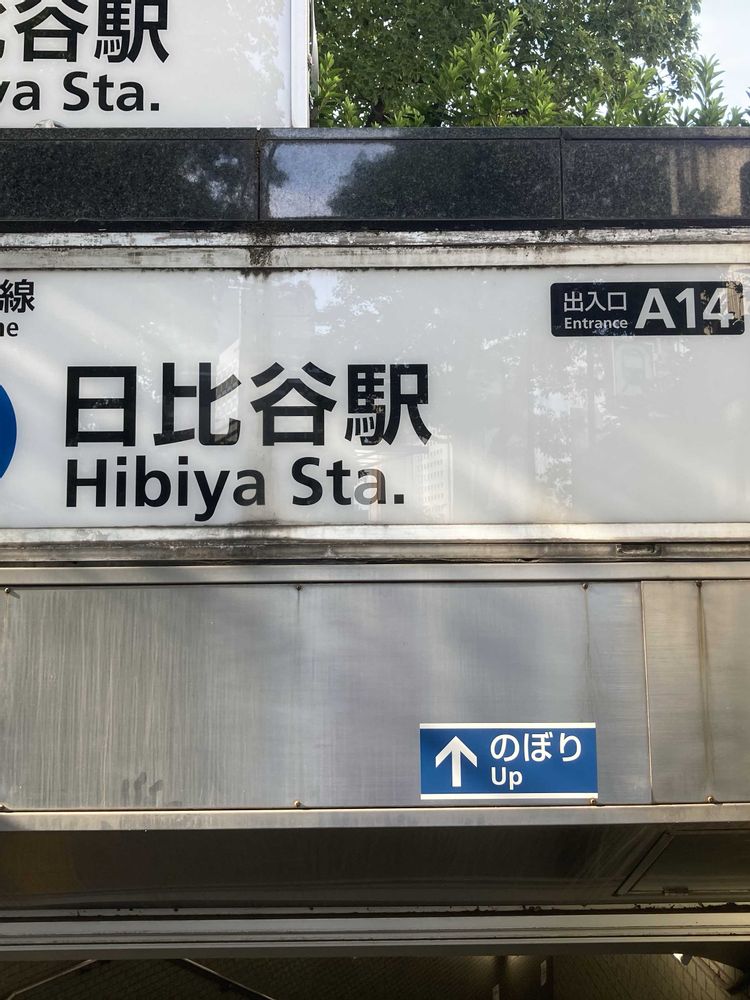 比谷駅
ya Sta.
線
出入口
Entrance
A14
日比谷駅
Hibiya Sta.
のぼり
Up